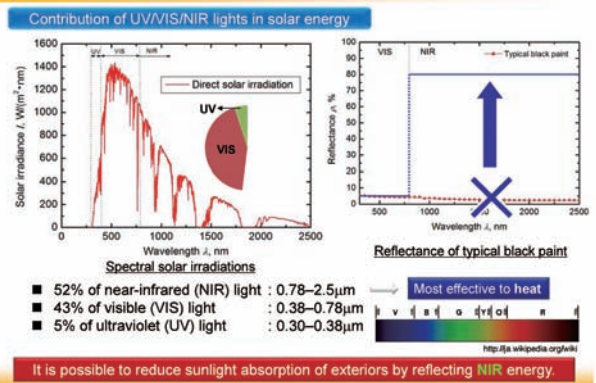 Contribution of UV/VIS/NIR lights in solar energy
1600
1400
1200
1000
800
600
400
200
0
0 500 1000 1500 2000 2500
Solar irradiance I, W/(m²•nm)
Wavelength λ, nm
UV VIS NIR
Direct solar irradiation
UV
VIS
Spectral solar irradiations
100
90
80
70
60
50
40
30
20
10
0
500 1000 1500 2000 2500
Reflectance ρ, %
Wavelength λ, nm
VIS NIR
Typical black paint
Reflectance of typical black paint
■ 52% of near-infrared (NIR) light : 0.78–2.5μm
■ 43% of visible (VIS) light : 0.38–0.78μm
■ 5% of ultraviolet (UV) light : 0.30–0.38μm
Most effective to heat
V B G Y O R
http://ja.wikipedia.org/wiki
It is possible to reduce sunlight absorption of exteriors by reflecting NIR energy.